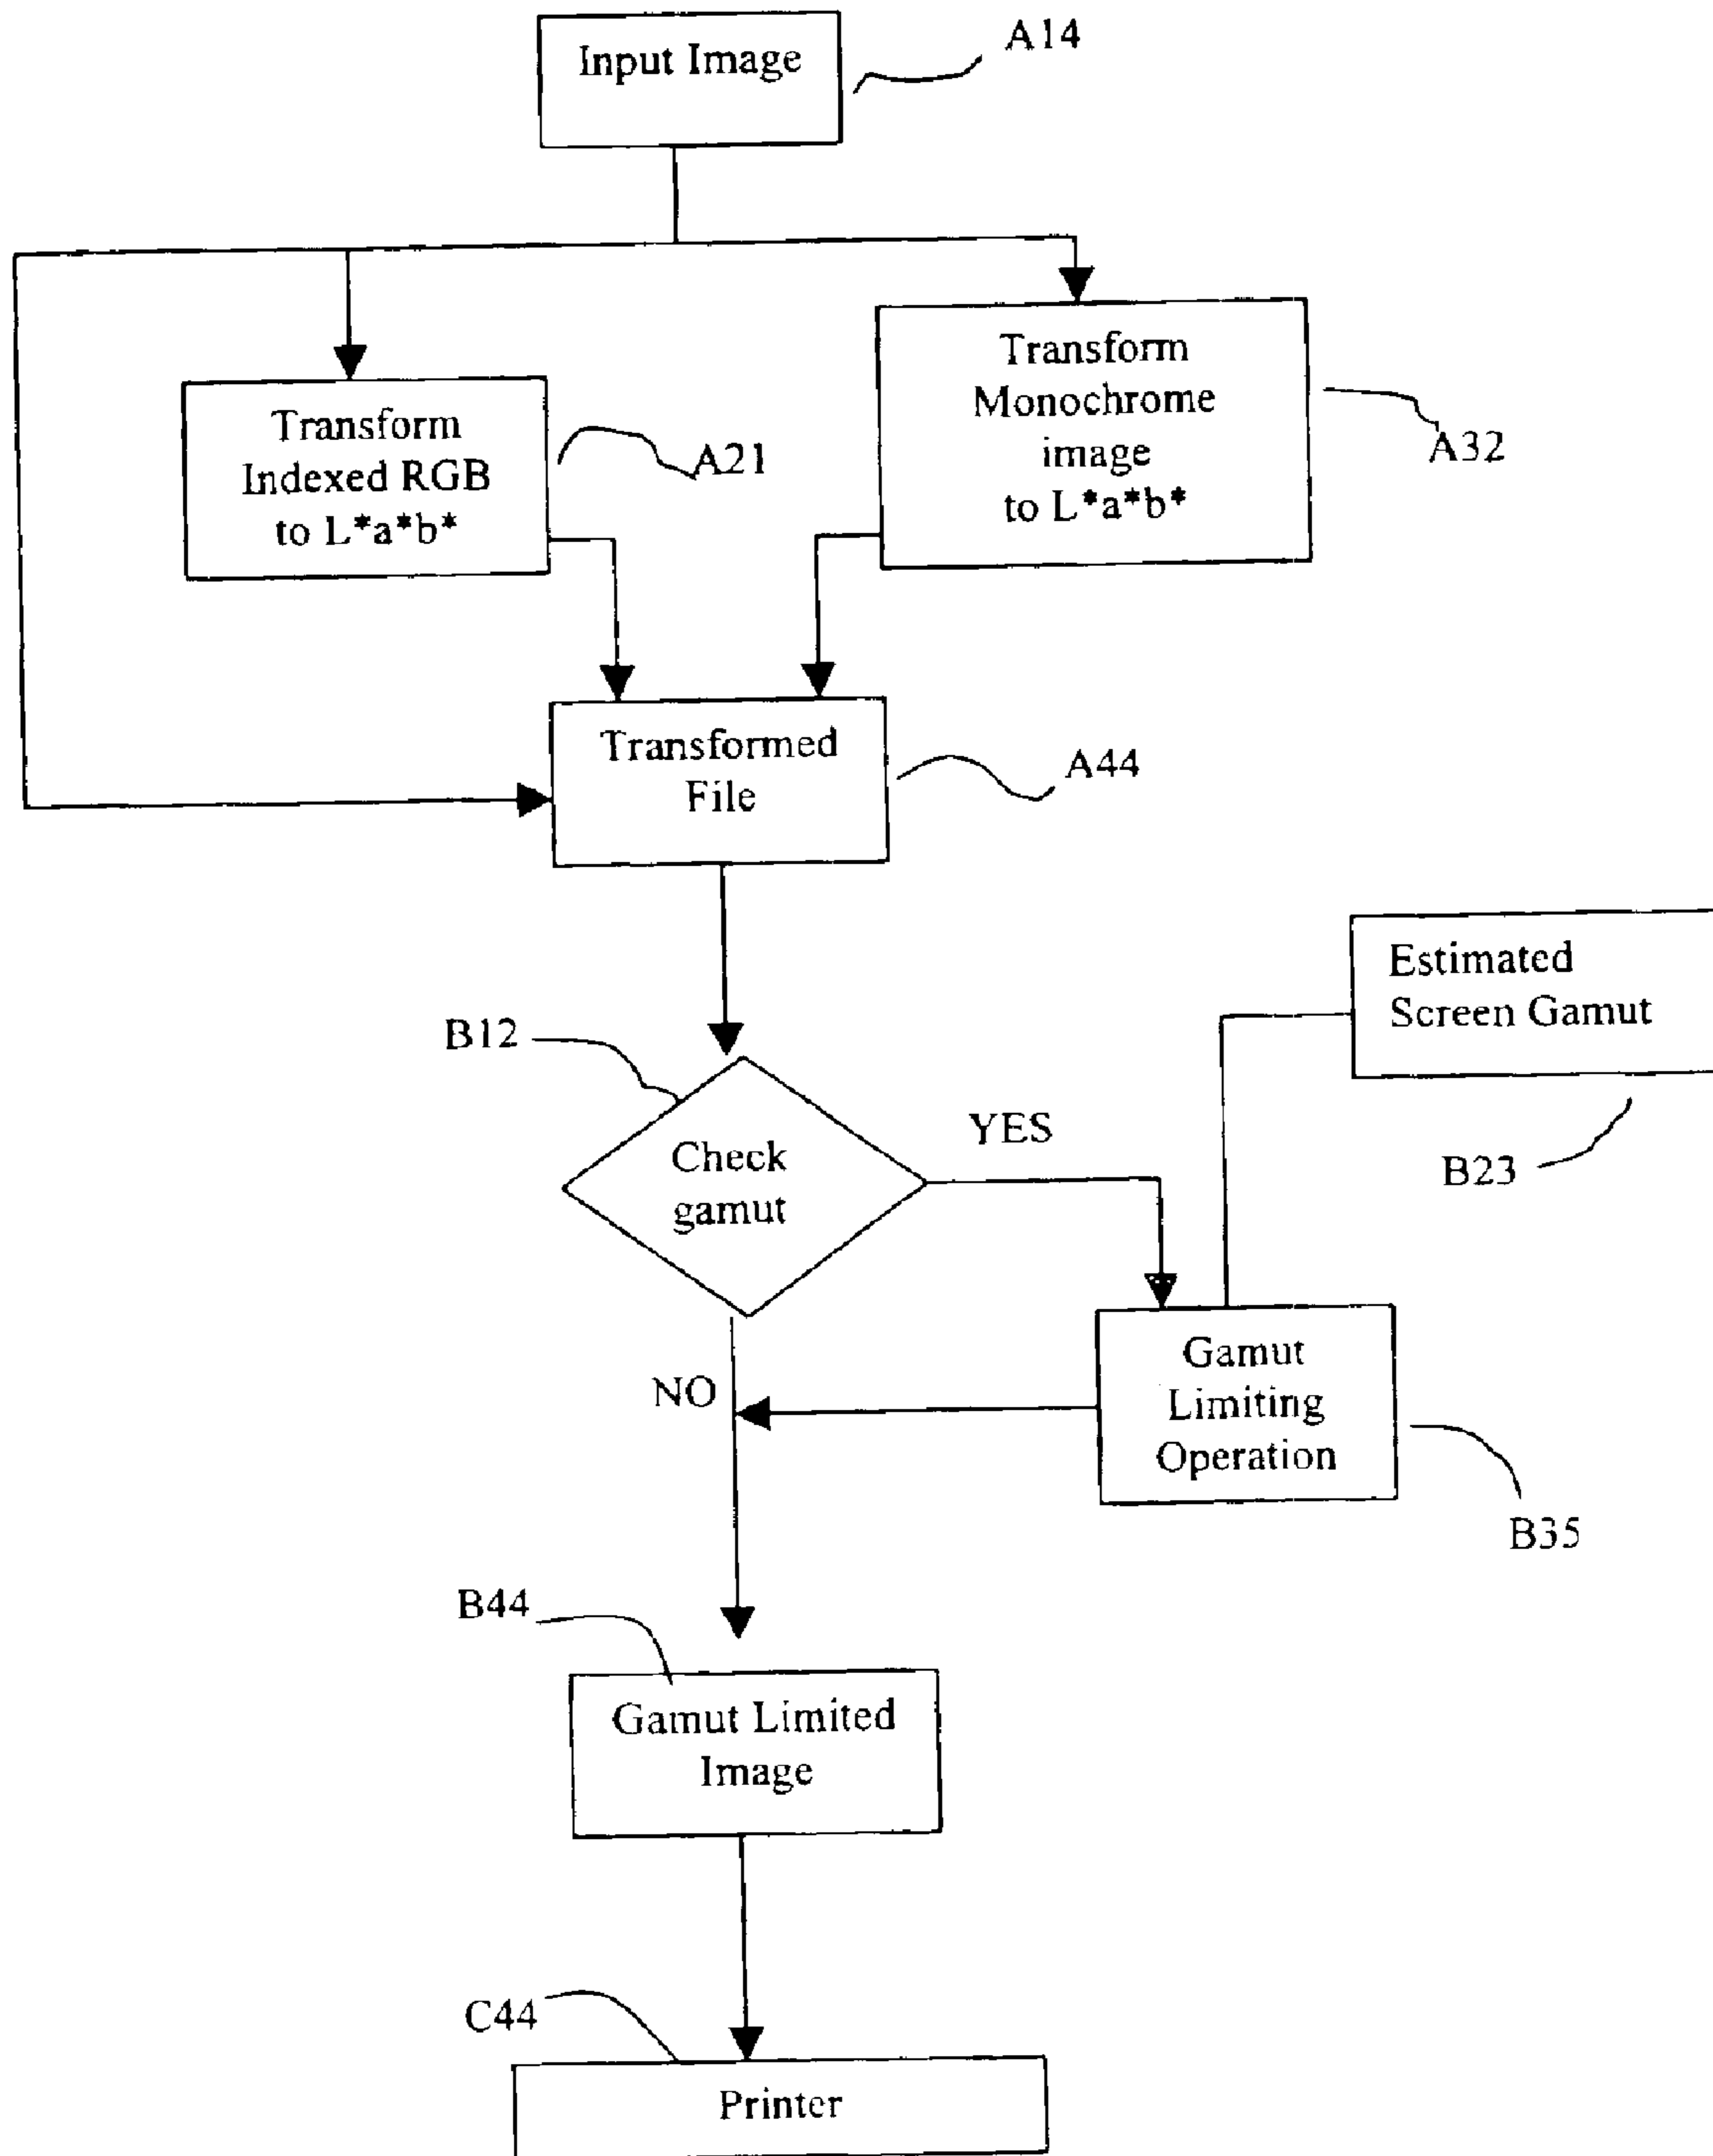 Input Image
A14
Transform
Indexed RGB
to L*a*b*
A21
Transform
Monochrome
image
to L*a*b*
A32
Transformed
File
A44
Estimated
Screen Gamut
B23
B12
Check
gamut
YES
NO
Gamut
Limiting
Operation
B35
B44
Gamut Limited
Image
C44
Printer